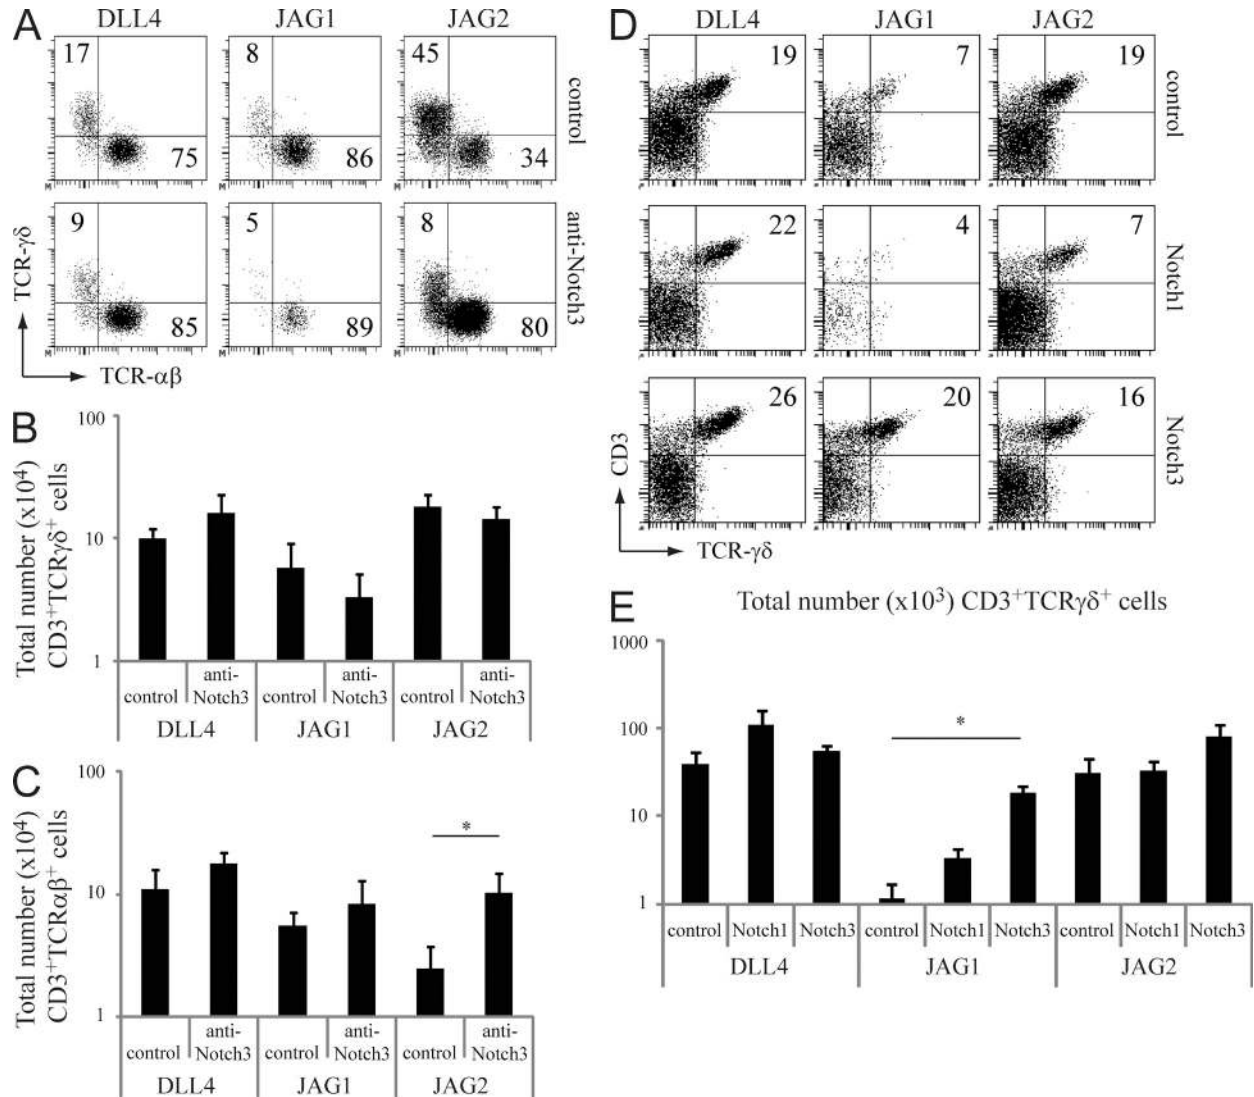 A
DLL4 JAG1 JAG2
17 8 45
75 86 34
control
9 5 8
85 89 80
anti-Notch3
TCR-γδ
TCR-αβ
B
Total number (x10⁴)
CD3⁺TCRγδ⁺ cells
100
10
1
control anti-Notch3 control anti-Notch3 control anti-Notch3
DLL4 JAG1 JAG2
C
Total number (x10⁴)
CD3⁺TCRαβ⁺ cells
100
10
1
*
control anti-Notch3 control anti-Notch3 control anti-Notch3
DLL4 JAG1 JAG2
D
DLL4 JAG1 JAG2
19 7 19
control
22 4 7
Notch1
26 20 16
Notch3
CD3
TCR-γδ
E
Total number (x10³) CD3⁺TCRγδ⁺ cells
1000
100
10
1
*
control Notch1 Notch3 control Notch1 Notch3 control Notch1 Notch3
DLL4 JAG1 JAG2